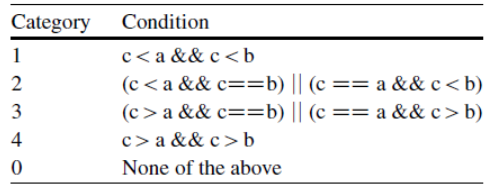 Category Condition
1 c < a && c < b
2 (c < a && c==b) || (c == a && c < b)
3 (c > a && c==b) || (c == a && c > b)
4 c > a && c > b
0 None of the above